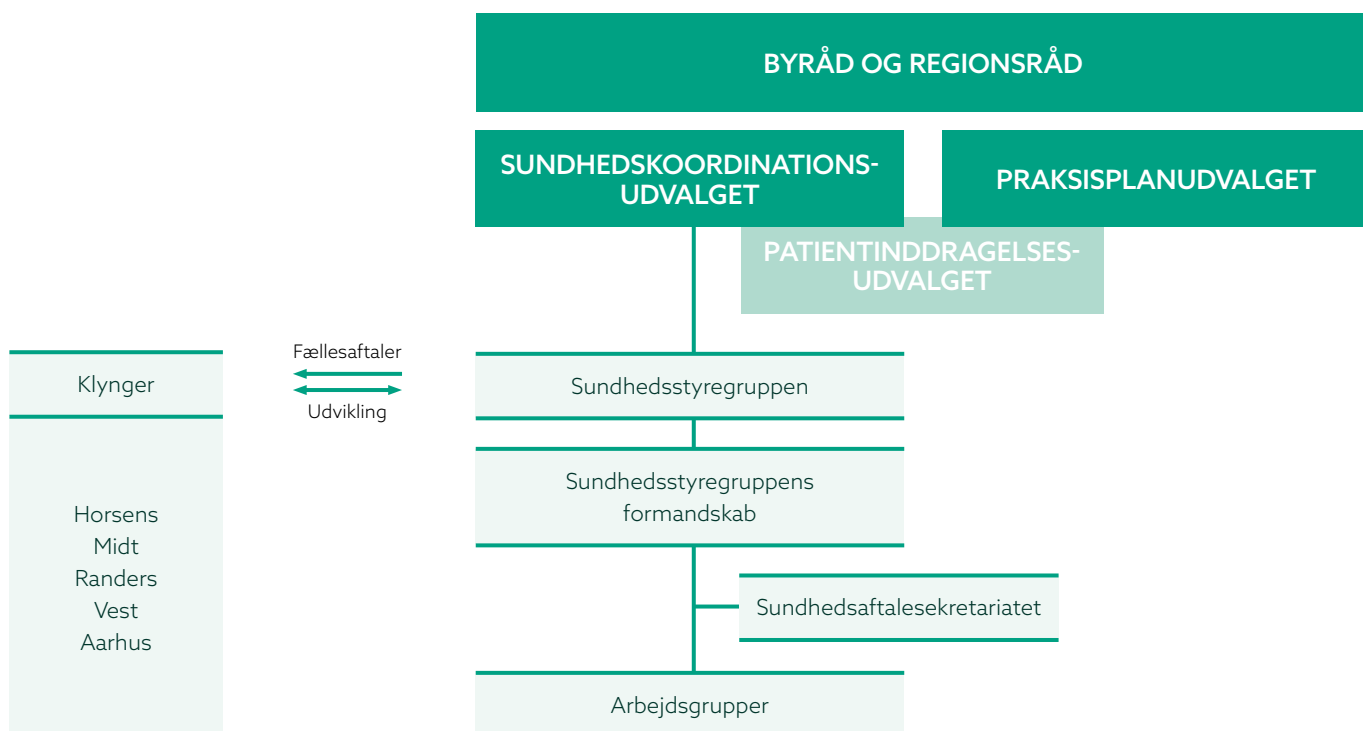 BYRÅD OG REGIONSRÅD
SUNDHEDSKOORDINATIONS-
UDVALGET
PRAKSISPLANUDVALGET
PATIENTINDDRAGELSES-
UDVALGET
Klynger
Horsens
Midt
Randers
Vest
Aarhus
Fællesaftaler
Udvikling
Sundhedsstyregruppen
Sundhedsstyregruppens
formandskab
Sundhedsaftalesekretariatet
Arbejdsgrupper